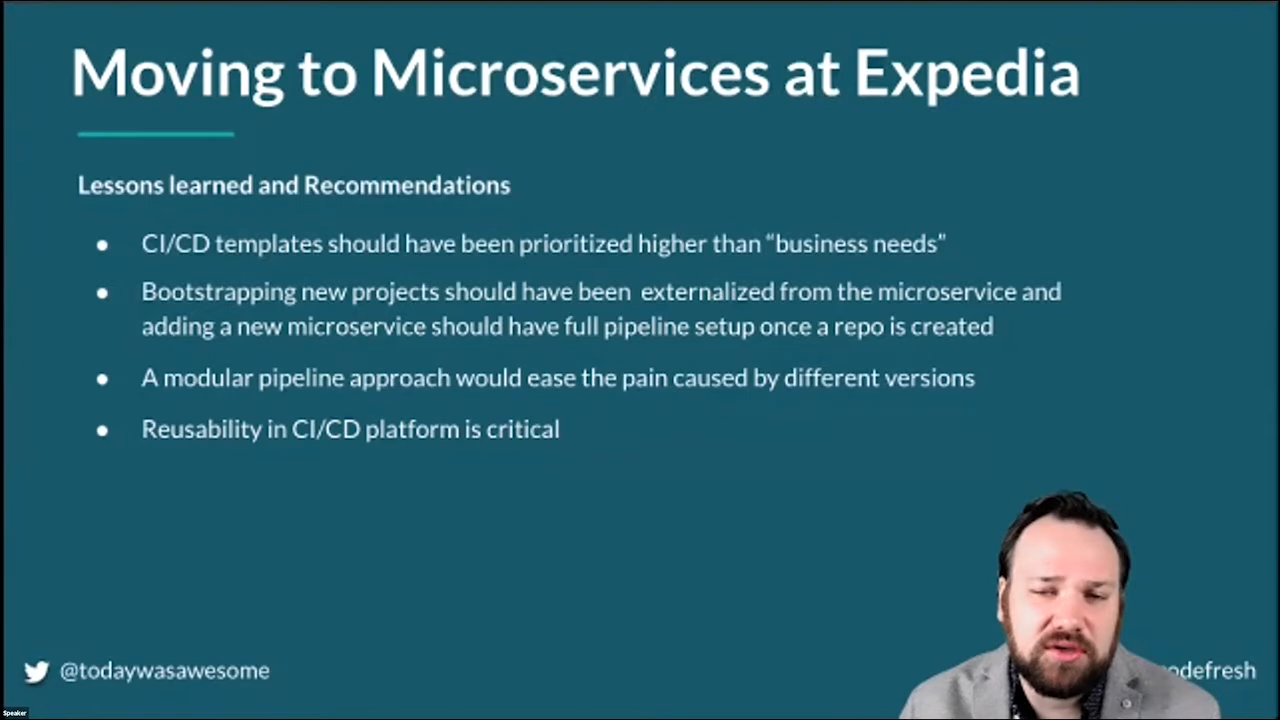 Moving to Microservices at Expedia
Lessons learned and Recommendations
● CI/CD templates should have been prioritized higher than “business needs”
● Bootstrapping new projects should have been externalized from the microservice and
adding a new microservice should have full pipeline setup once a repo is created
● A modular pipeline approach would ease the pain caused by different versions
● Reusability in CI/CD platform is critical
@todaywasawesome
Speaker